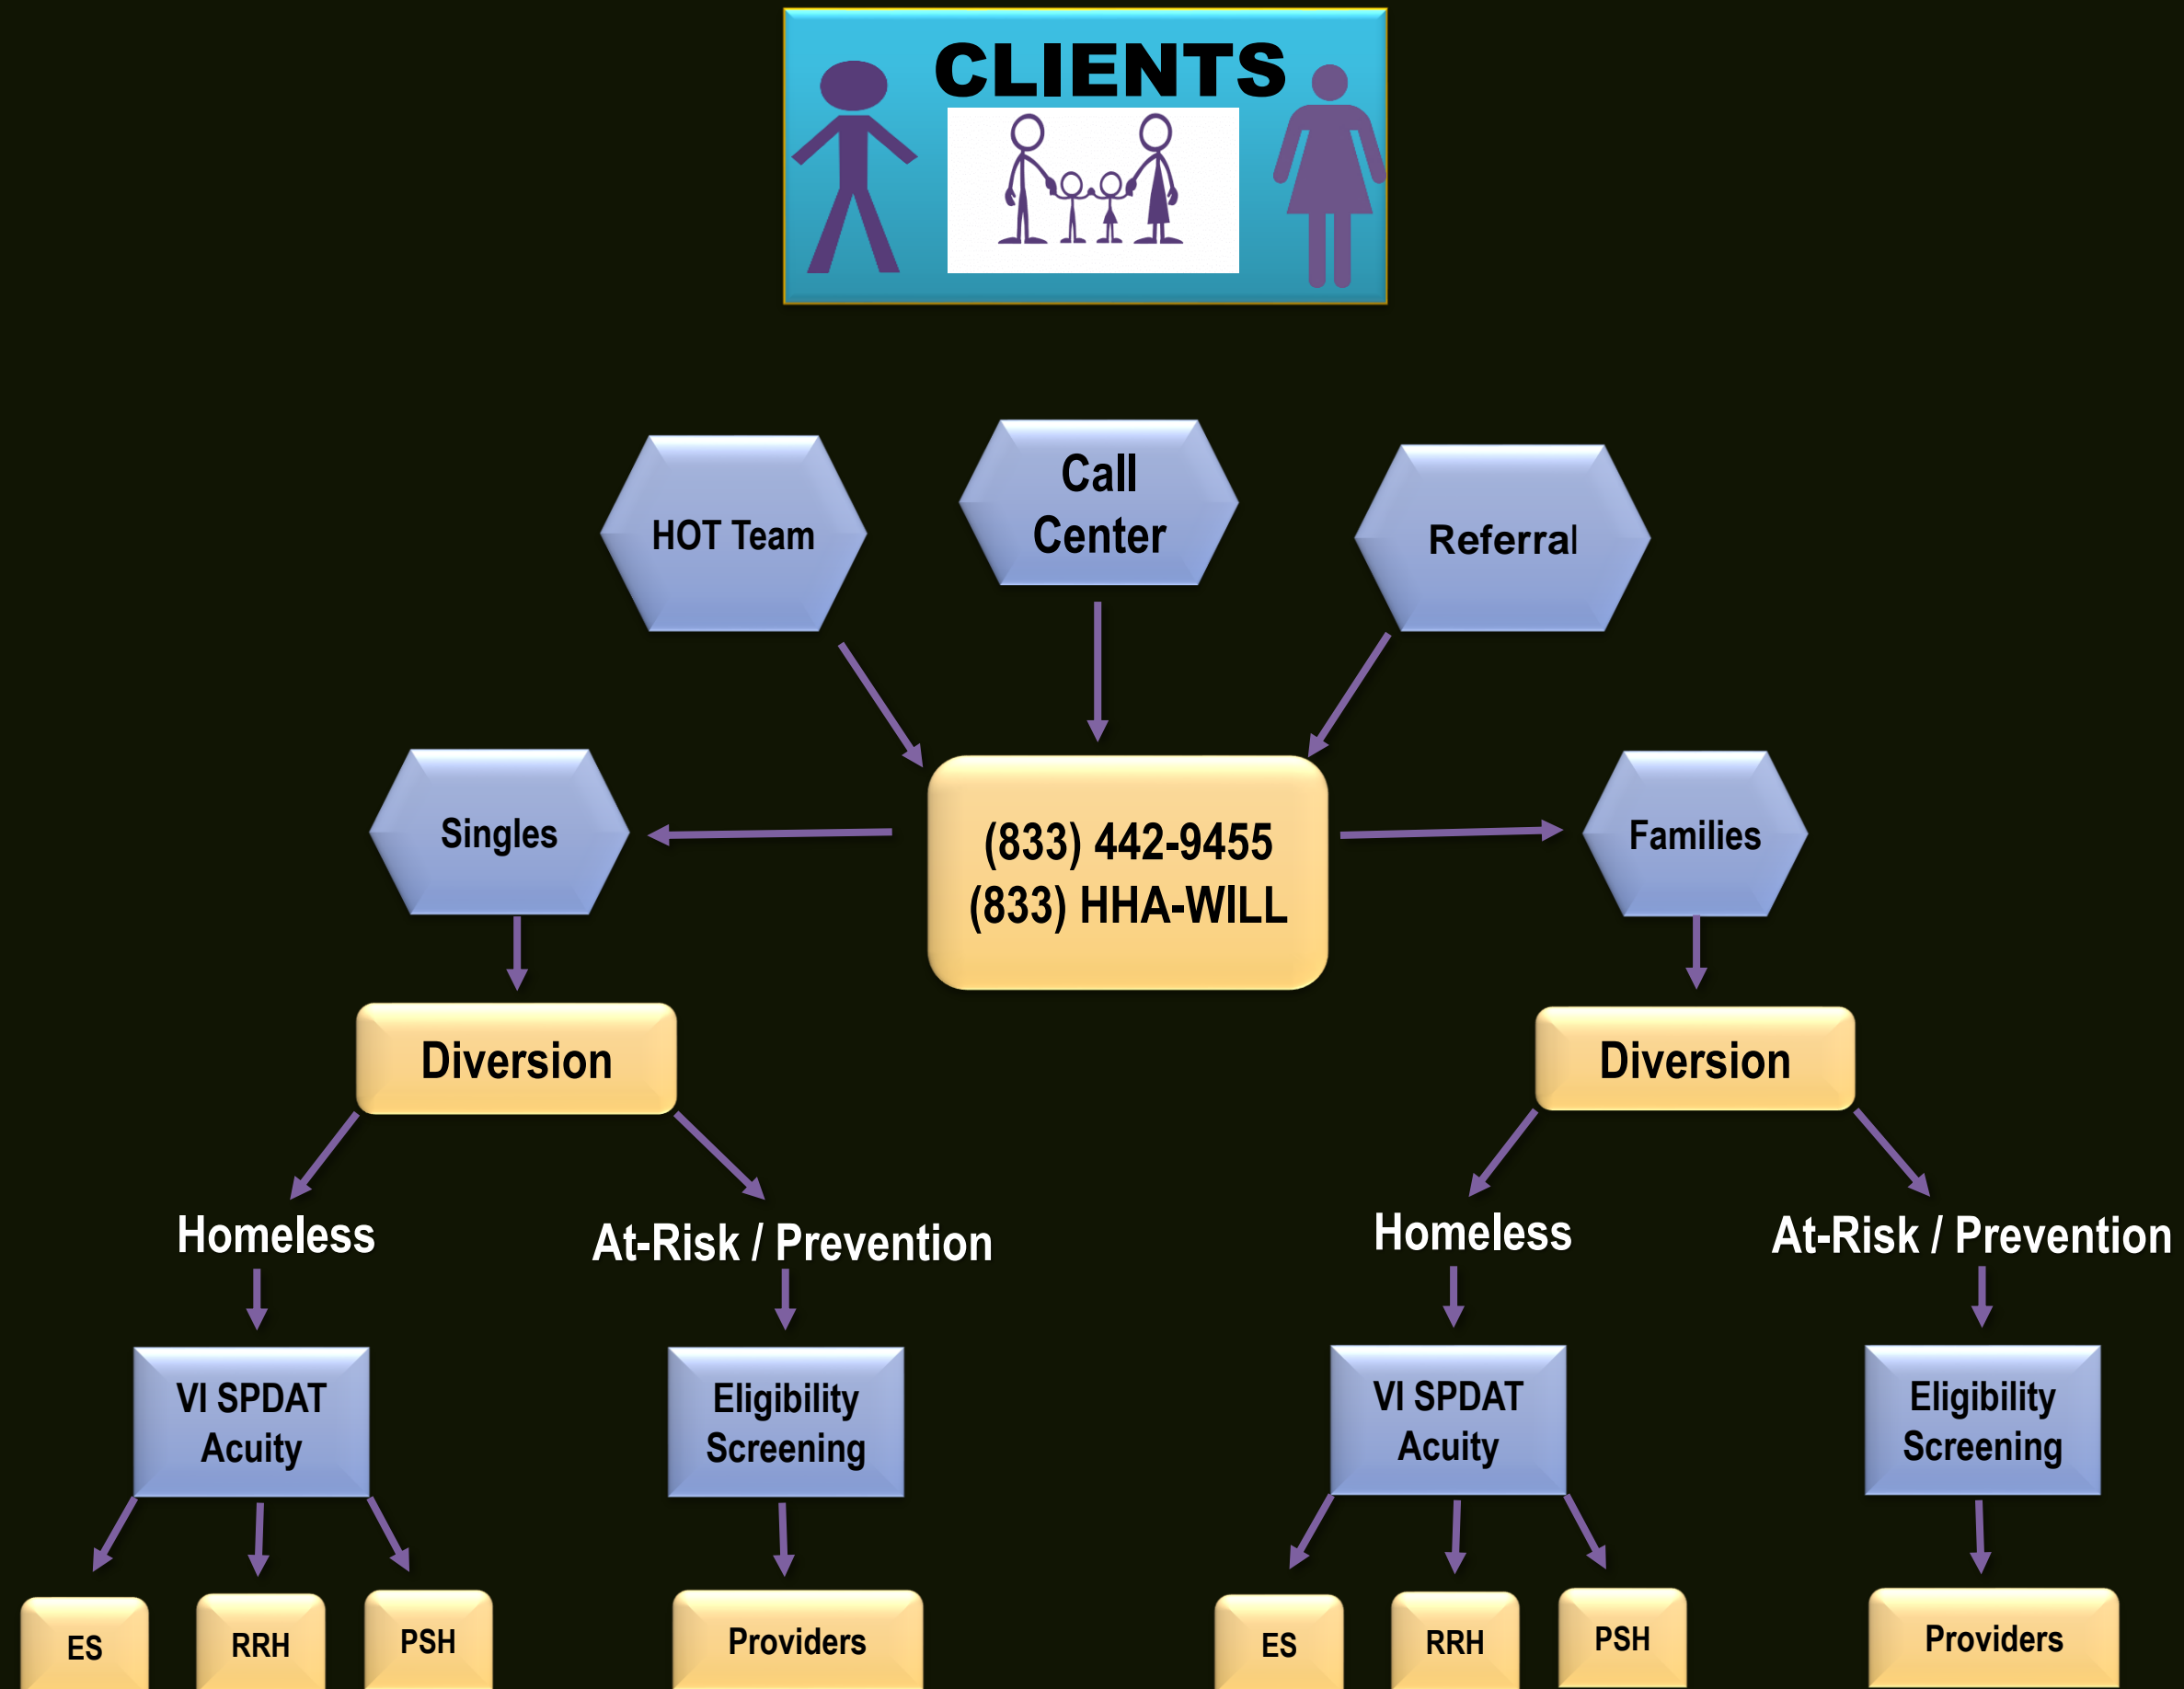 CLIENTS
HOT Team
Call
Center
Referral
Singles
(833) 442-9455
(833) HHA-WILL
Families
Diversion
Diversion
Homeless
At-Risk / Prevention
Homeless
At-Risk / Prevention
VI SPDAT
Acuity
Eligibility
Screening
VI SPDAT
Acuity
Eligibility
Screening
ES
RRH
PSH
Providers
ES
RRH
PSH
Providers